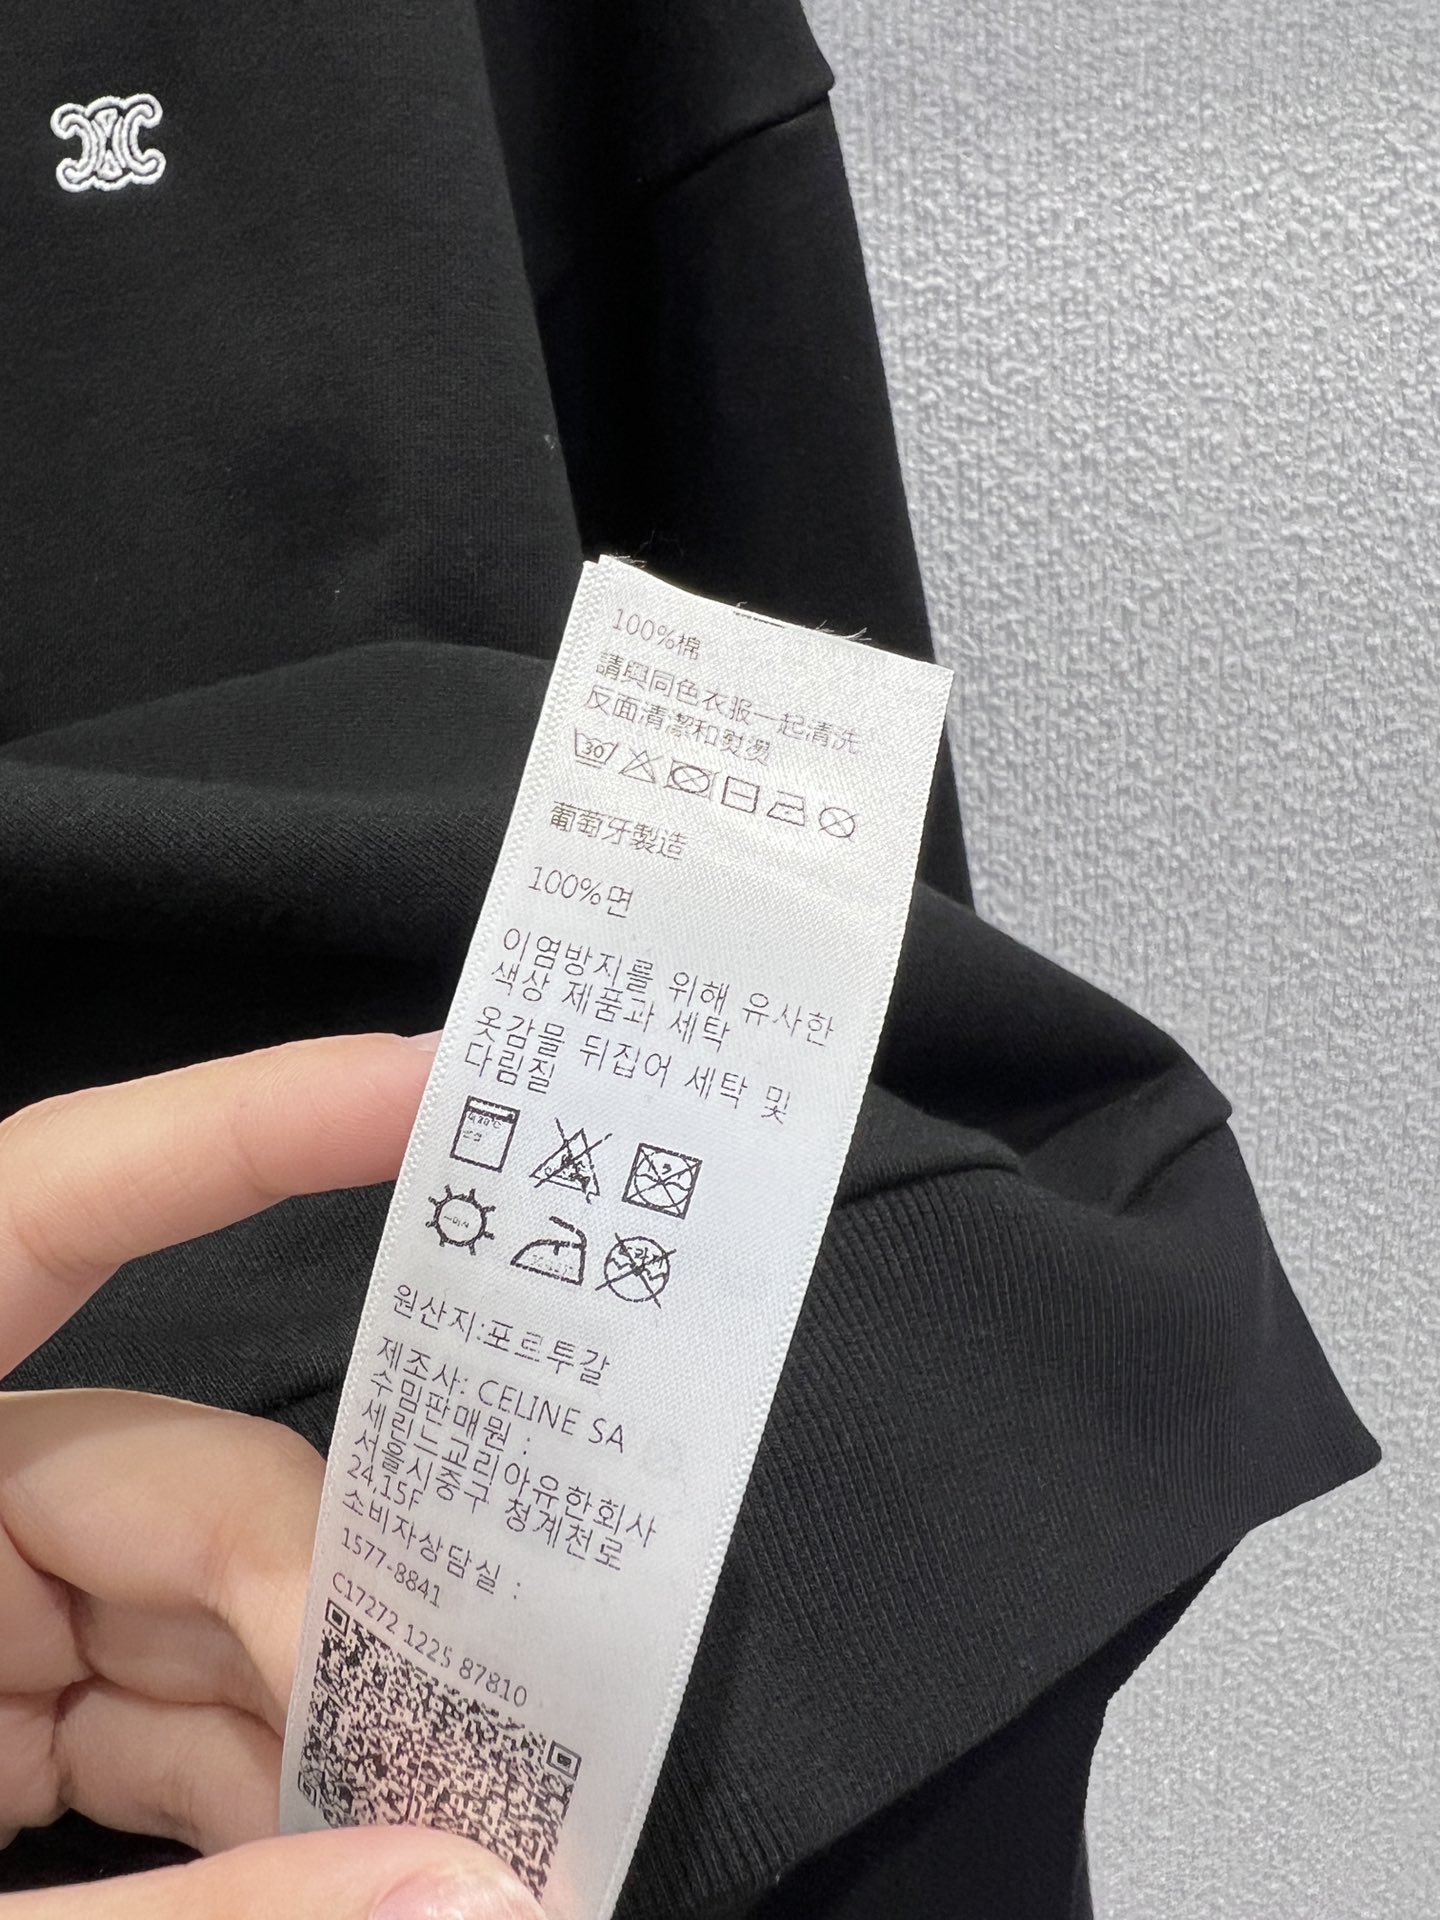 100%棉
請與同色衣服一起清洗
反面清潔和熨燙
30
葡萄牙製造
100%면
이염방지를 위해 유사한
색상 제품과 세탁
옷감믈 뒤집어 세탁 및
다림질
원산지:포르투갈
제조사: CELINE SA
수밉판매뭔 :
세린느코리아유한회사
서울시중구 청계천로
24,15F
소비자상담실 :
1577-8841
C17272 1225 87810